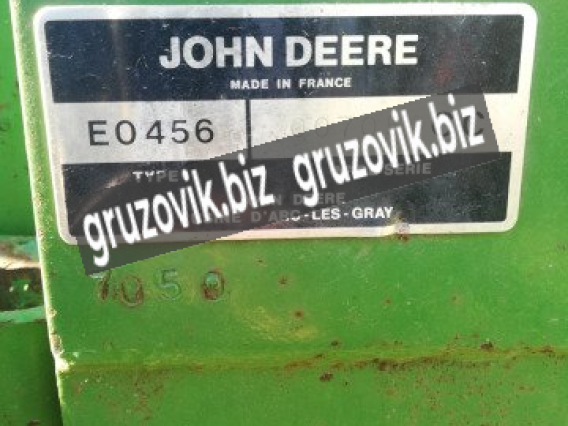 JOHN DEERE
MADE IN FRANCE
E0456
TYPE
SERIE
DEERE
D'ARC-LES-GRAY
gruzovik.biz gruzovik.biz
7050